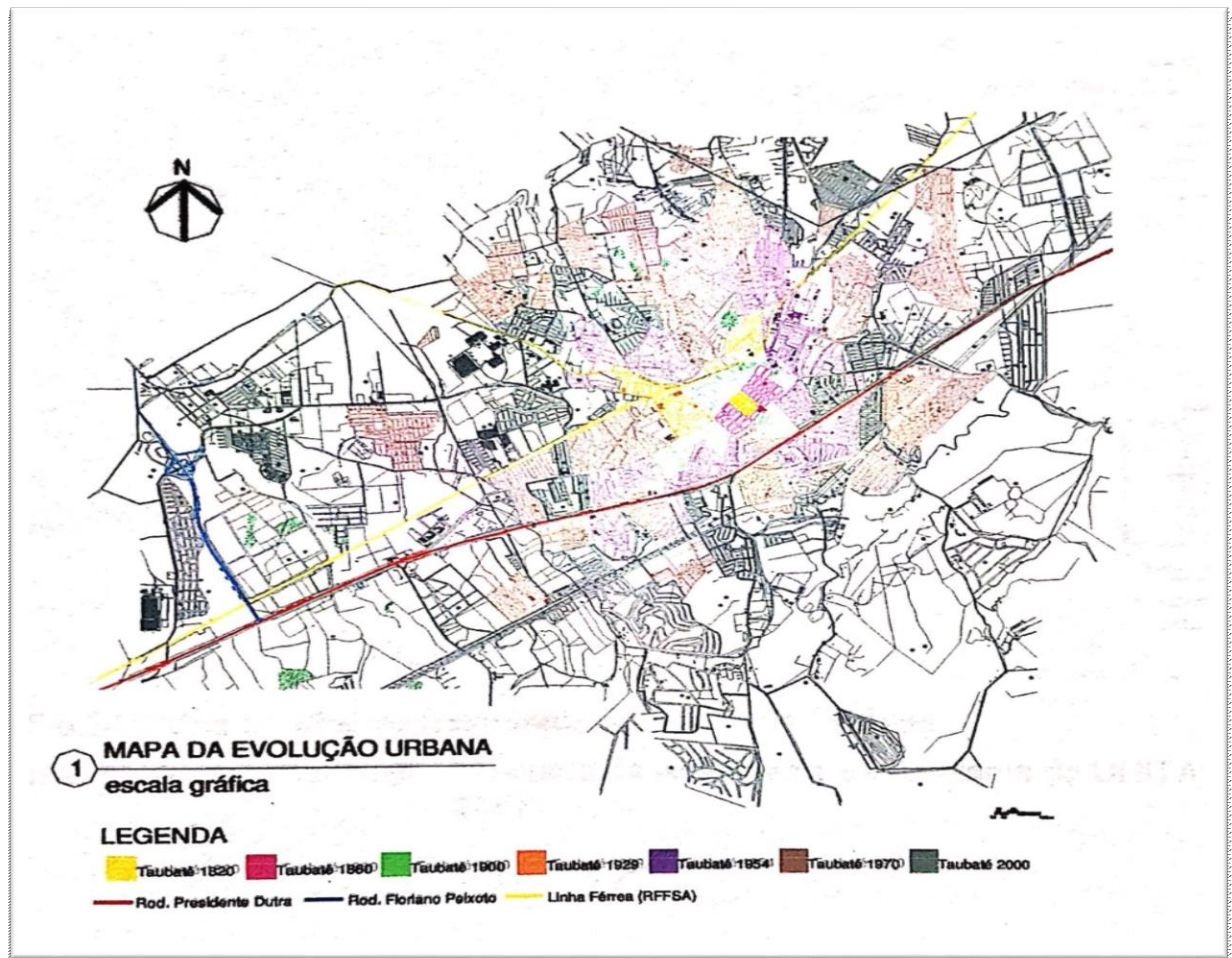 N
1
MAPA DA EVOLUÇÃO URBANA
escala gráfica
LEGENDA
Taubaté 1820 Taubaté 1860 Taubaté 1900 Taubaté 1929 Taubaté 1954 Taubaté 1970 Taubaté 2000
Rod. Presidente Dutra Rod. Floriano Peixoto Linha Férrea (RFFSA)